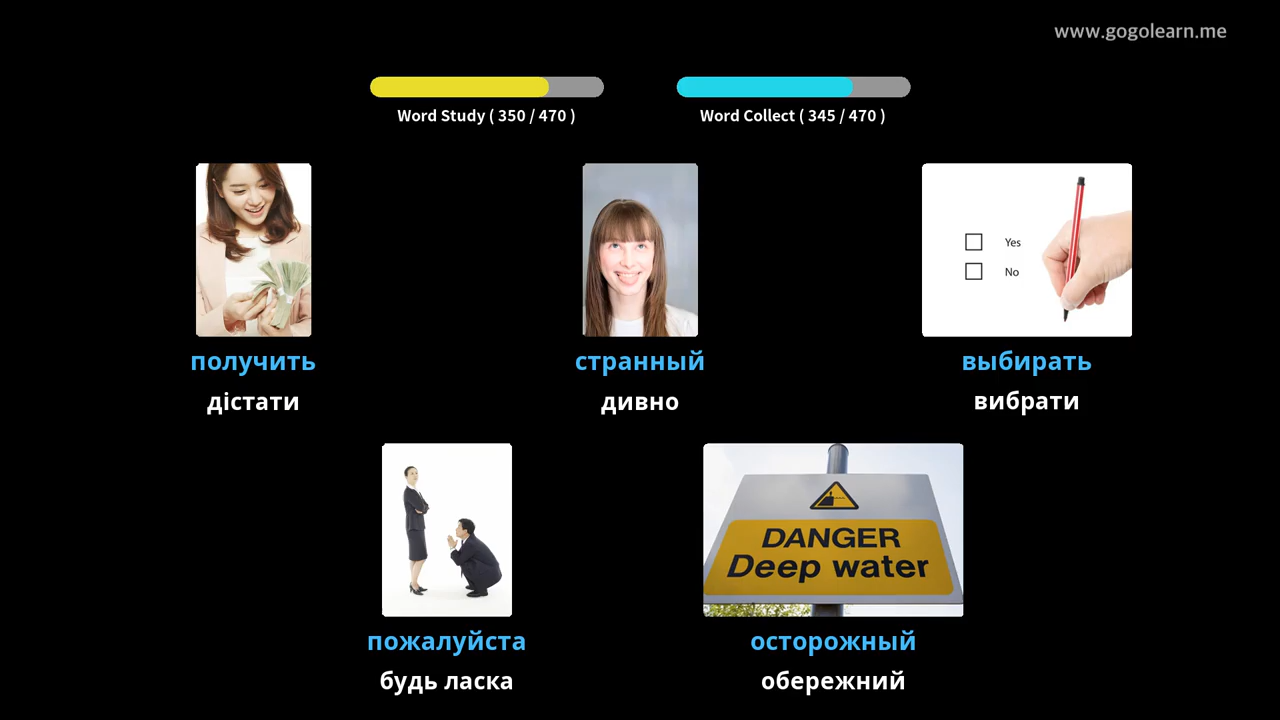 www.gogolearn.me
Word Study ( 350 / 470 )
Word Collect ( 345 / 470 )
Yes
No
получить
странный
выбирать
дістати
дивно
вибрати
DANGER
Deep water
пожалуйста
осторожный
будь ласка
обережний